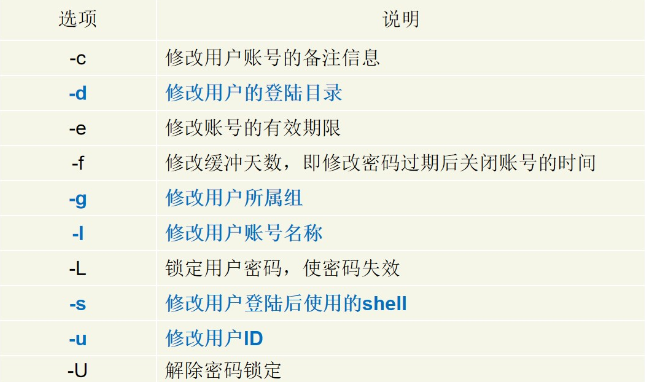 选项 说明
-c 修改用户账号的备注信息
-d 修改用户的登陆目录
-e 修改账号的有效期限
-f 修改缓冲天数，即修改密码过期后关闭账号的时间
-g 修改用户所属组
-l 修改用户账号名称
-L 锁定用户密码，使密码失效
-s 修改用户登陆后使用的shell
-u 修改用户ID
-U 解除密码锁定